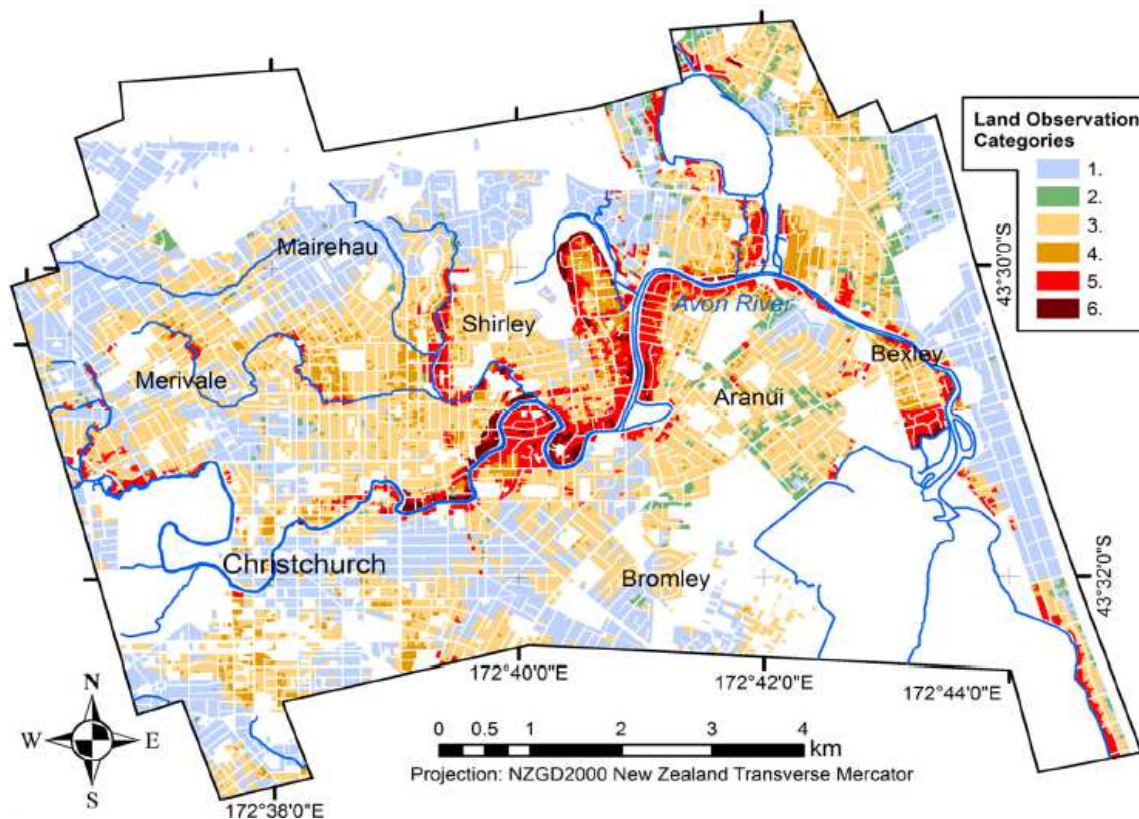 Land Observation
Categories
1.
2.
3.
4.
5.
6.
Mairehau
Shirley
Merivale
Avon River
Bexley
Aranui
Christchurch
Bromley
43°30'0"S
43°32'0"S
172°40'0"E
172°42'0"E
172°44'0"E
172°38'0"E
N
W
E
S
0 0.5 1 2 3 4
km
Projection: NZGD2000 New Zealand Transverse Mercator